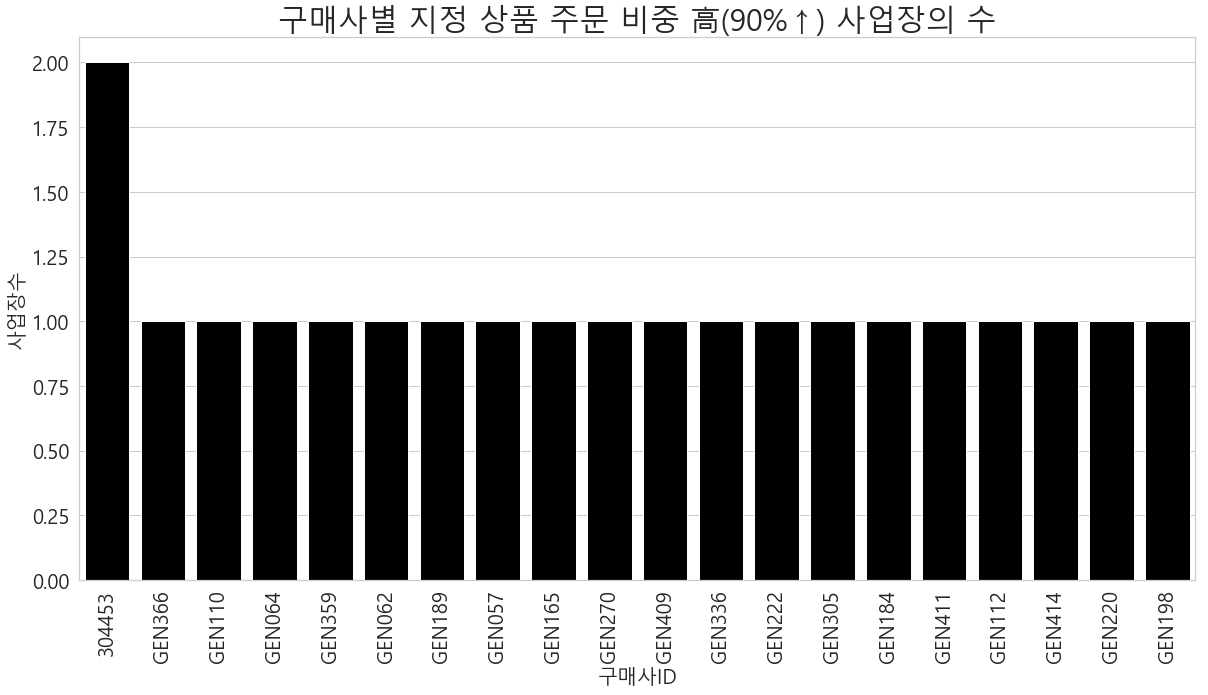 구매사별 지정 상품 주문 비중 高(90%↑) 사업장의 수
사업장수
2.00
1.75
1.50
1.25
1.00
0.75
0.50
0.25
0.00
304453
GEN366
GEN110
GEN064
GEN359
GEN062
GEN189
GEN057
GEN165
GEN270
GEN409
GEN336
GEN222
GEN305
GEN184
GEN411
GEN112
GEN414
GEN220
GEN198
구매사ID